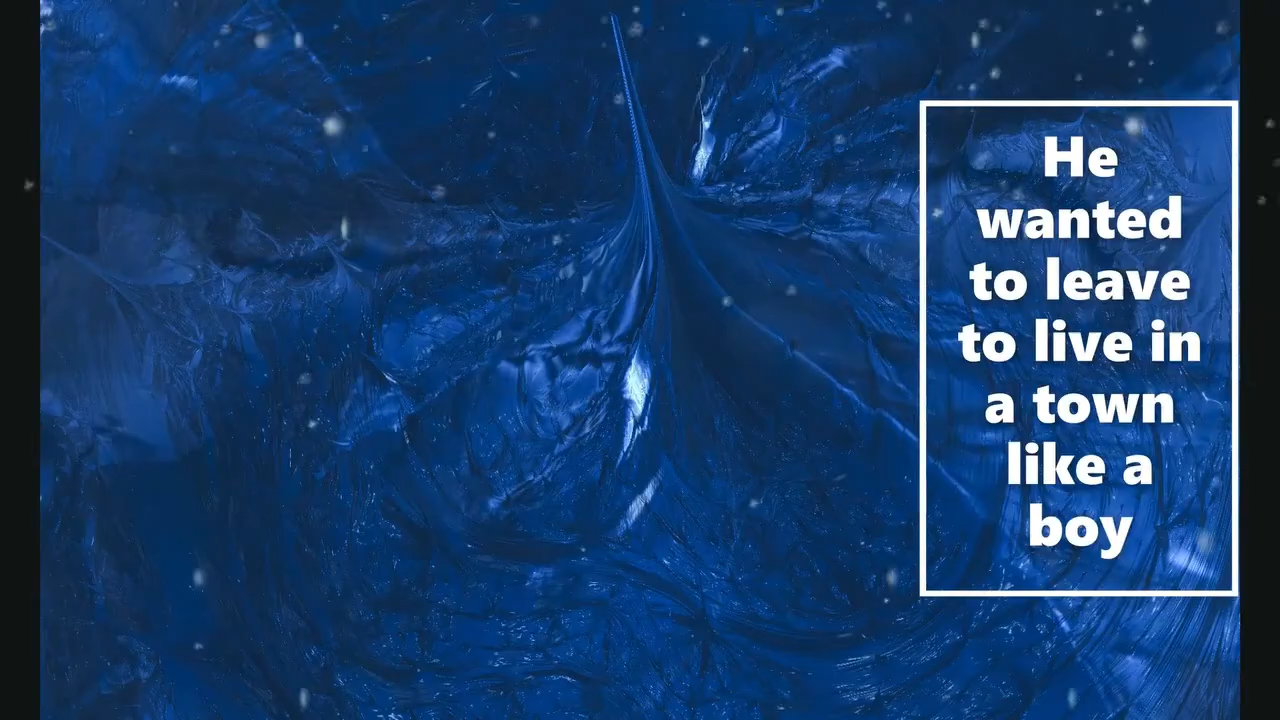 He
wanted
to leave
to live in
a town
like a
boy